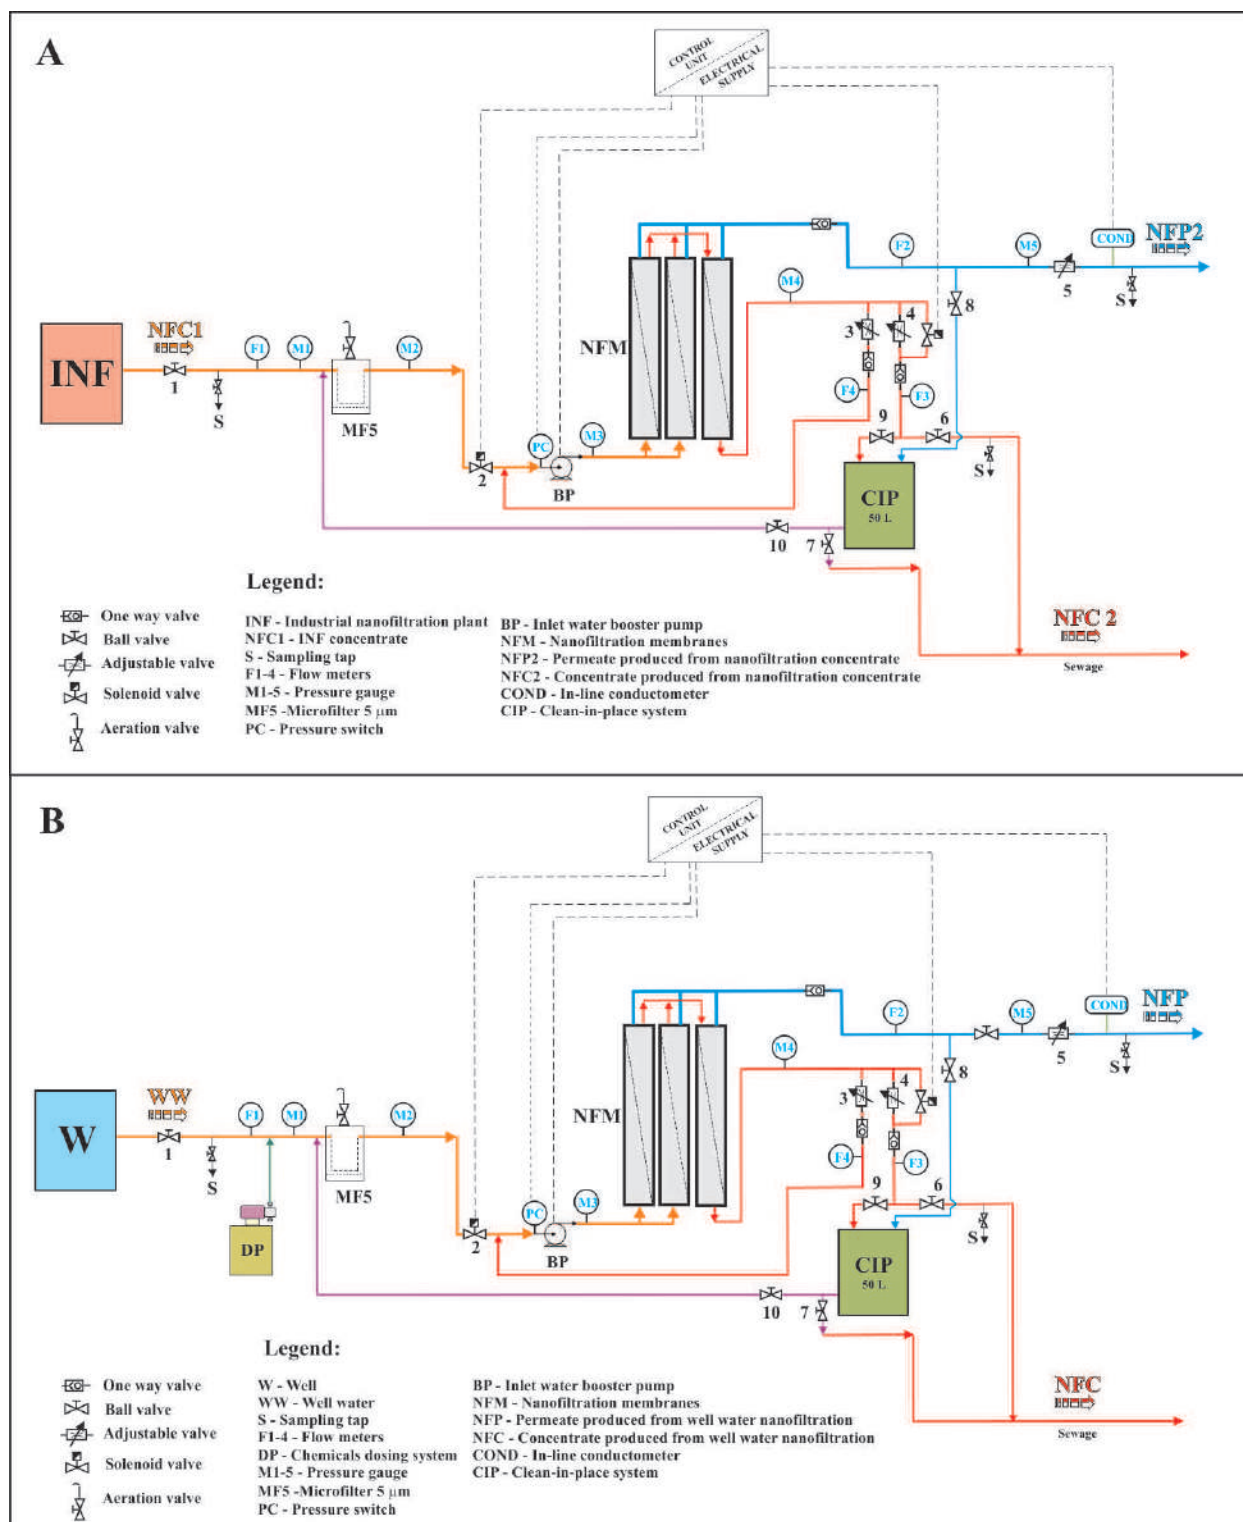 A
CONTROL
UNIT
ELECTRICAL
SUPPLY
NFP2
COND
F2
M5
5
S
8
M4
3
4
NFM
F4
F3
9
6
S
INF
NFC1
1
S
F1
M1
MF5
M2
2
PC
BP
M3
CIP
50 L
10
7
NFC 2
Sewage
Legend:
One way valve
Ball valve
Adjustable valve
Solenoid valve
Aeration valve
INF - Industrial nanofiltration plant
NFC1 - INF concentrate
S - Sampling tap
F1-4 - Flow meters
M1-5 - Pressure gauge
MF5 -Microfilter 5 μm
PC - Pressure switch
BP - Inlet water booster pump
NFM - Nanofiltration membranes
NFP2 - Permeate produced from nanofiltration concentrate
NFC2 - Concentrate produced from nanofiltration concentrate
COND - In-line conductometer
CIP - Clean-in-place system
B
CONTROL
UNIT
ELECTRICAL
SUPPLY
NFP
COND
F2
M5
5
S
8
M4
3
4
NFM
F4
F3
9
6
S
W
WW
1
S
F1
M1
DP
MF5
M2
2
PC
BP
M3
CIP
50 L
10
7
NFC
Sewage
Legend:
One way valve
Ball valve
Adjustable valve
Solenoid valve
Aeration valve
W - Well
WW - Well water
S - Sampling tap
F1-4 - Flow meters
DP - Chemicals dosing system
M1-5 - Pressure gauge
MF5 -Microfilter 5 μm
PC - Pressure switch
BP - Inlet water booster pump
NFM - Nanofiltration membranes
NFP - Permeate produced from well water nanofiltration
NFC - Concentrate produced from well water nanofiltration
COND - In-line conductometer
CIP - Clean-in-place system